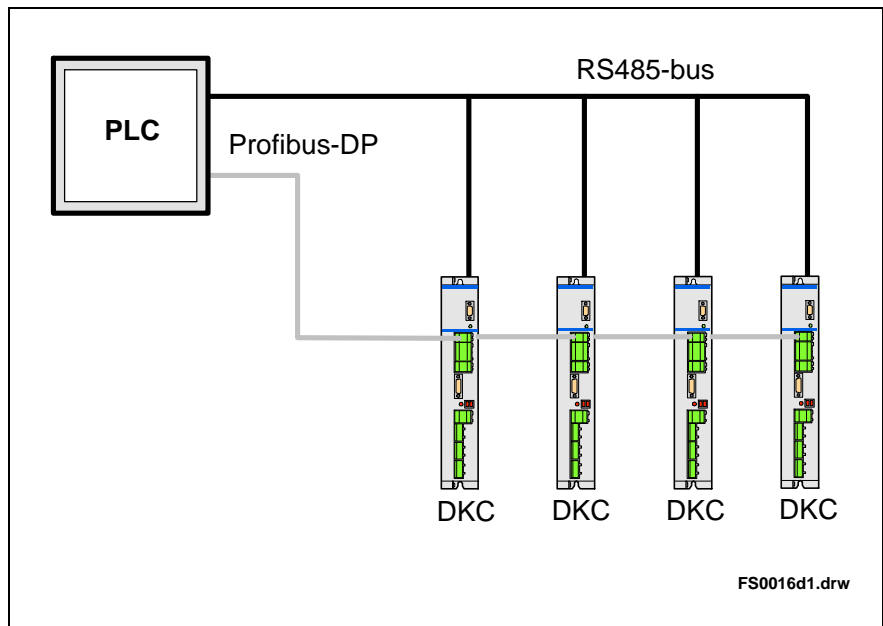 RS485-bus
PLC
Profibus-DP
DKC
DKC
DKC
DKC
FS0016d1.drw